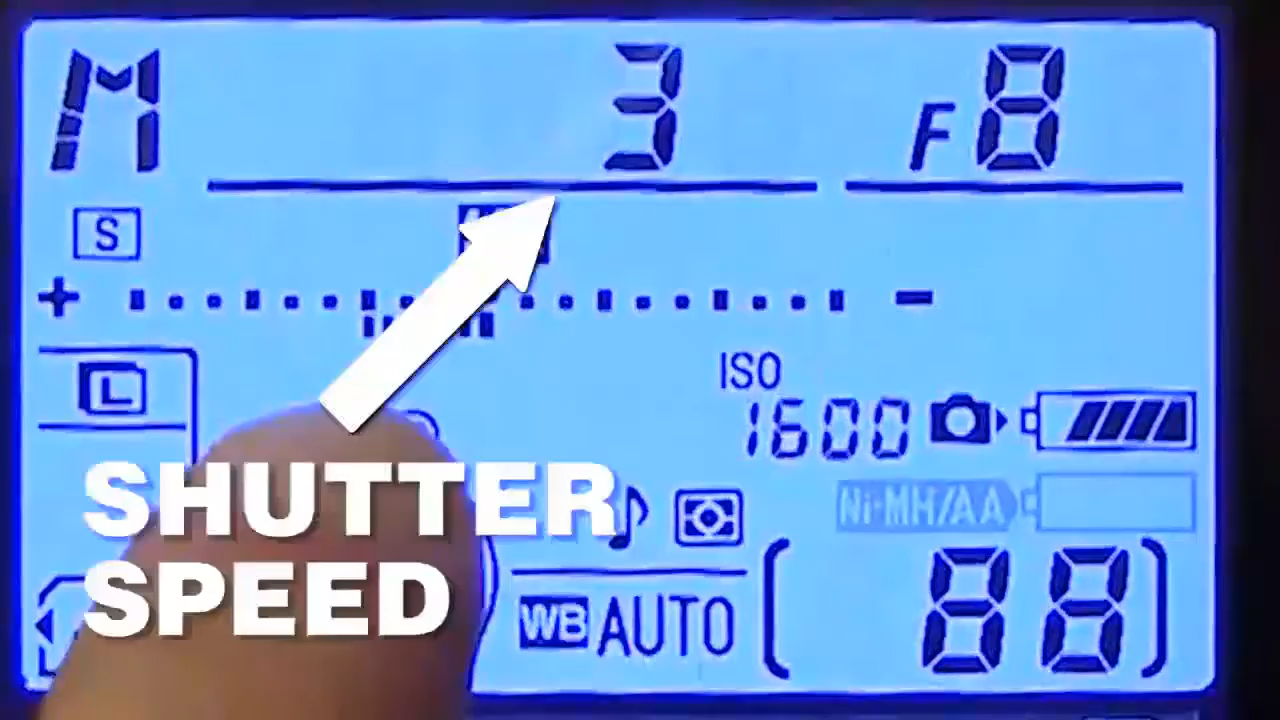 M 3 F8
S
+ -
L
ISO
1600
Ni-MH/AA
SHUTTER
SPEED
WB AUTO [ 88 ]